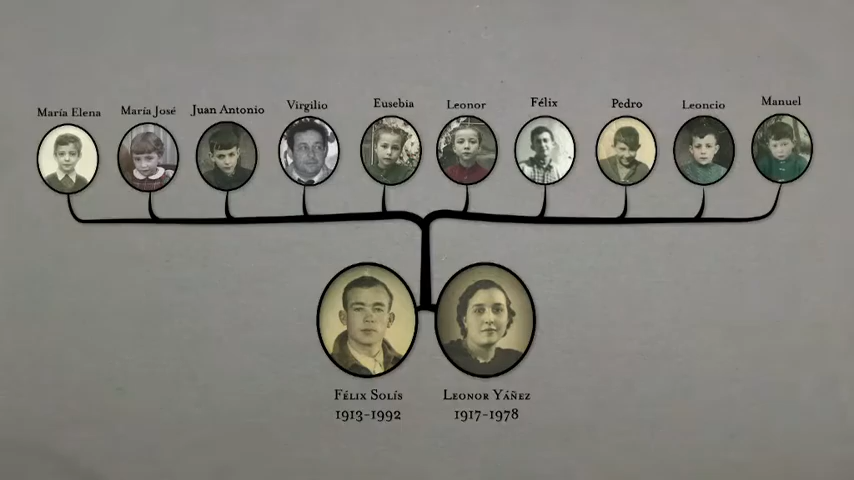 María Elena
María José
Juan Antonio
Virgilio
Eusebia
Leonor
Félix
Pedro
Leoncio
Manuel
Félix Solís
1913-1992
Leonor Yáñez
1917-1978